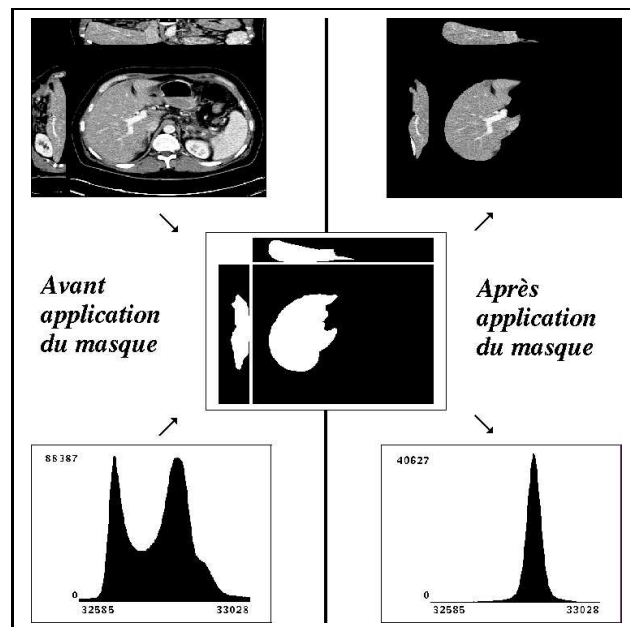 Avant
application
du masque
Après
application
du masque
88387
0
32585 33028
40627
0
32585 33028